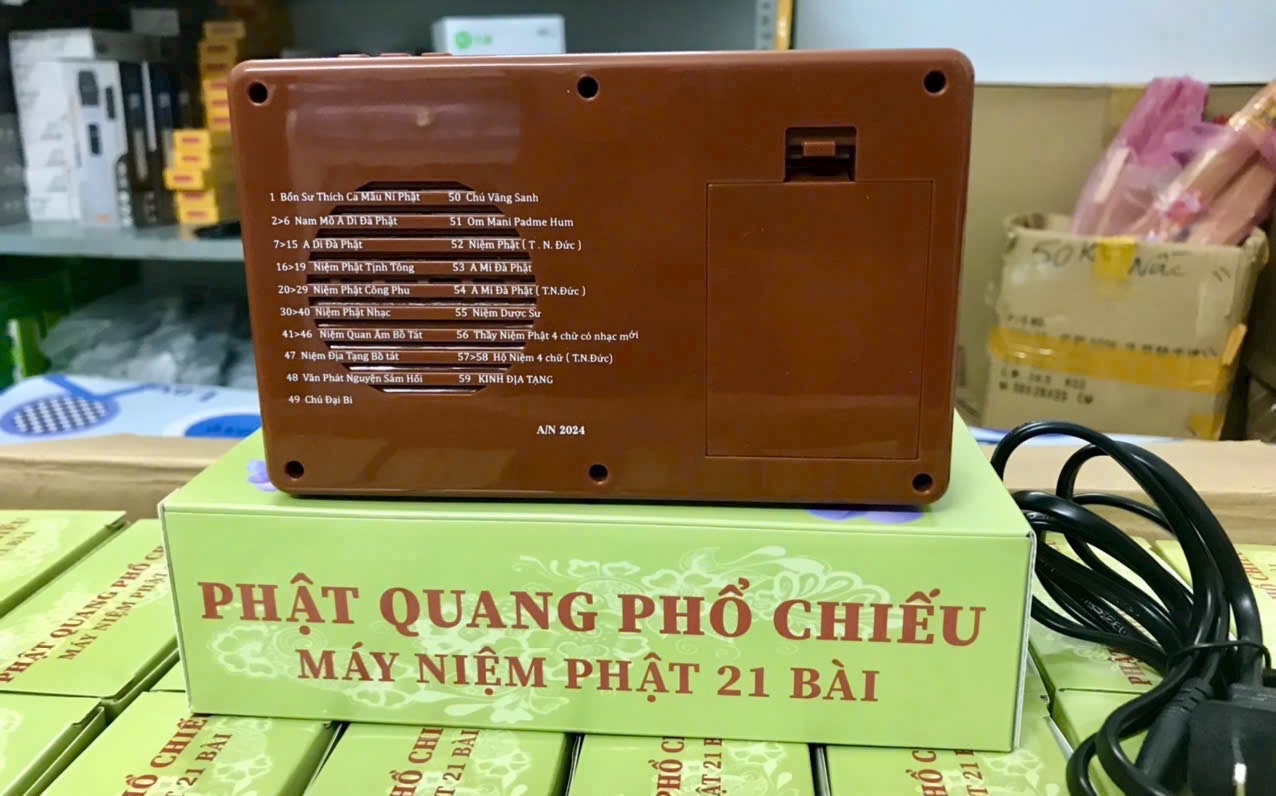 1 Bổn Sư Thích Ca Mâu Ni Phật
2>6 Nam Mô A Di Đà Phật
7>15 A Di Đà Phật
16>19 Niệm Phật Tịnh Tông
20>29 Niệm Phật Công Phu
30>40 Niệm Phật Nhạc
41>46 Niệm Quan Âm Bồ Tát
47 Niệm Địa Tạng Bồ tát
48 Văn Phát Nguyện Sám Hối
49 Chú Đại Bi
50 Chú Vãng Sanh
51 Om Mani Padme Hum
52 Niệm Phật ( T . N. Đức )
53 A Mi Đà Phật
54 A Mi Đà Phật ( T.N.Đức )
55 Niệm Dược Sư
56 Thầy Niệm Phật 4 chữ có nhạc mới
57>58 Hộ Niệm 4 chữ ( T.N.Đức)
59 KINH ĐỊA TẠNG
A/N 2024
PHẬT QUANG PHỔ CHIẾU
MÁY NIỆM PHẬT 21 BÀI
PHẬT QUANG PHỔ
MÁY NIỆM PHẬT
PHỔ CHIẾ
21 BÀI
PHỔ CHI
21 BÀI
50K